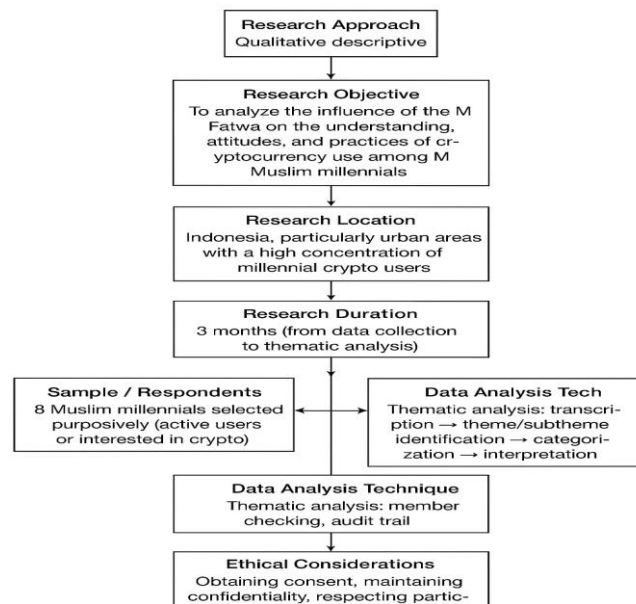 Research Approach
Qualitative descriptive
Research Objective
To analyze the influence of the M
Fatwa on the understanding,
attitudes, and practices of cr-
yptocurrency use among M
Muslim millennials
Research Location
Indonesia, particularly urban areas
with a high concentration of
millennial crypto users
Research Duration
3 months (from data collection
to thematic analysis)
Sample / Respondents
8 Muslim millennials selected
purposively (active users
or interested in crypto)
Data Analysis Tech
Thematic analysis: transcri-
ption → theme/subtheme
identification → categori-
zation → interpretation
Data Analysis Technique
Thematic analysis: member
checking, audit trail
Ethical Considerations
Obtaining consent, maintaining
confidentiality, respecting partic-